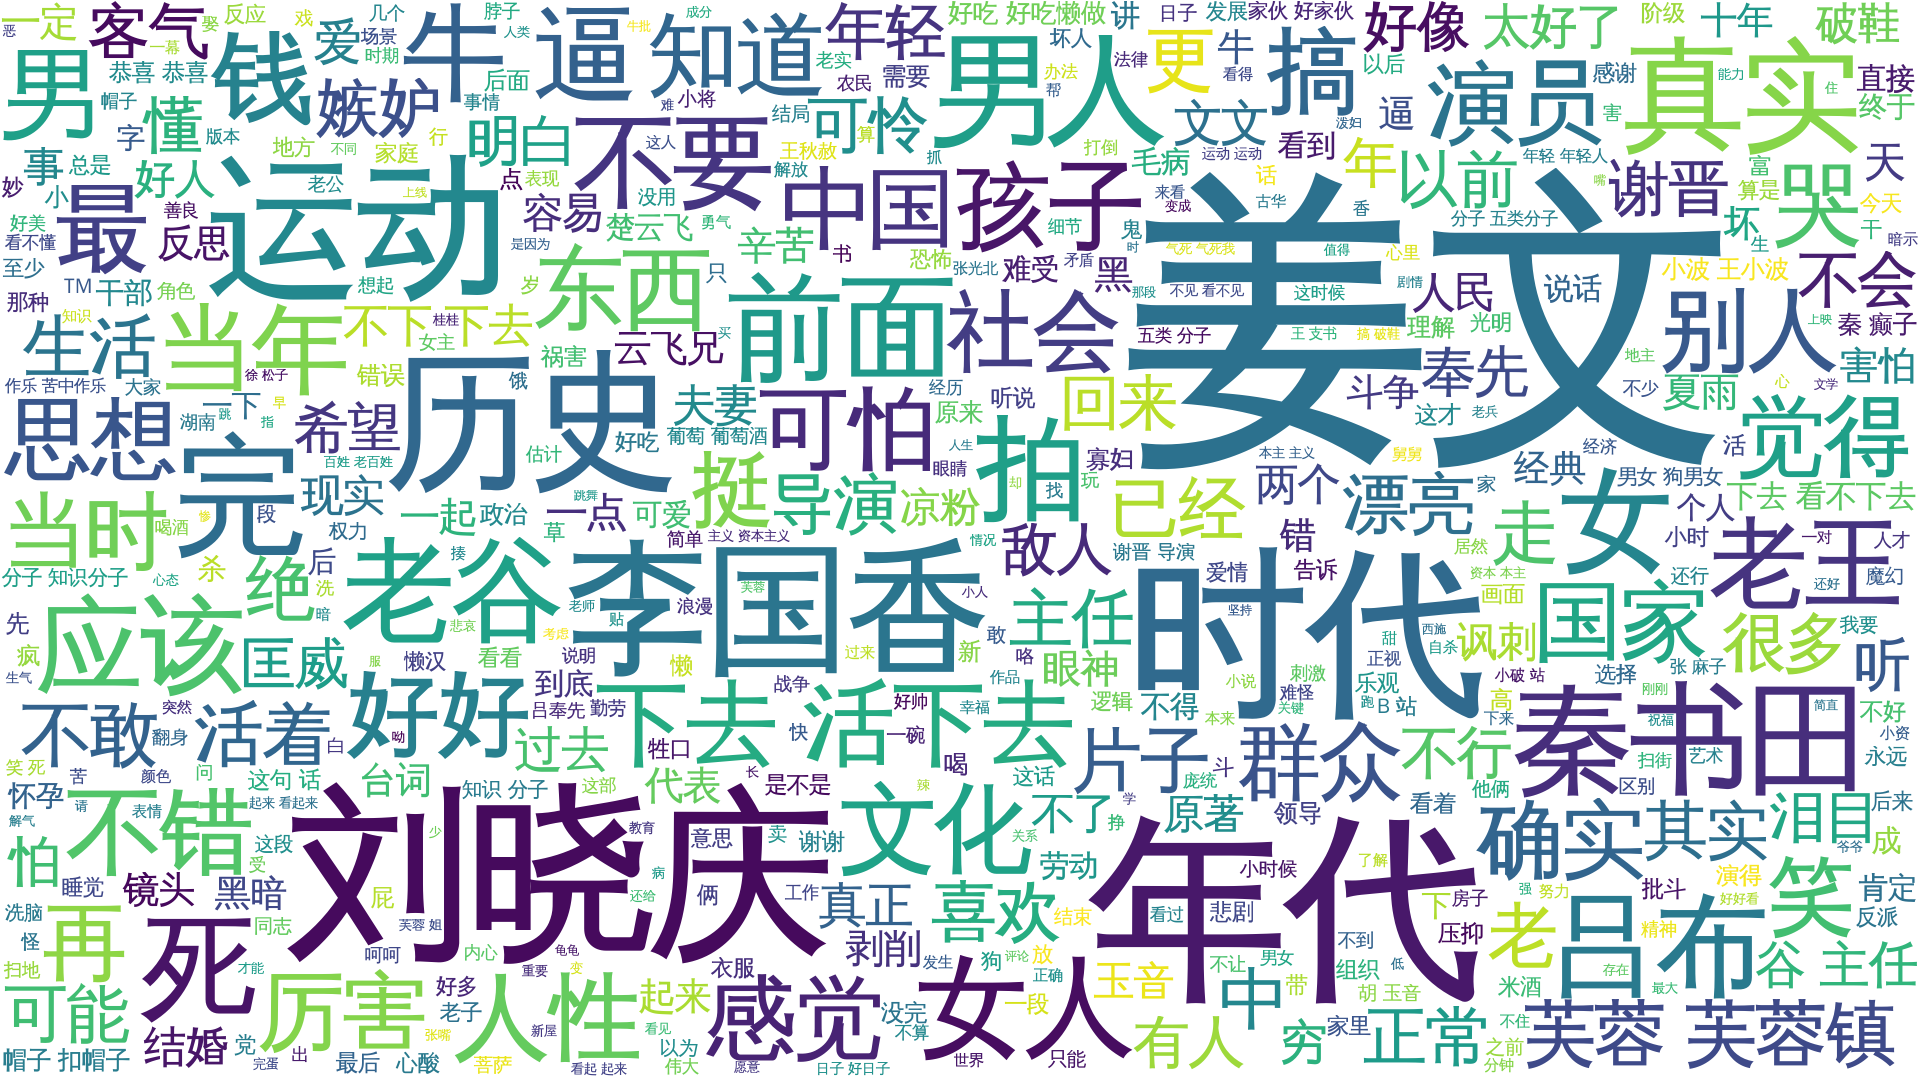 恶 一定 客气 娶 反应 戏 几个 脖子 成分 牛批 好吃 好吃懒做 讲 日子 发展 家伙 好家伙 好像 太好了 阶级 十年 破鞋
一幕 恭喜 恭喜 钱 爱 场景 时期 牛逼 人类 知道 年轻 坏人 更 牛 搞 以后 感谢 真实 直接
男 帽子 懂 字 版本 嫉妒 事情 后面 难 小将 老实 农民 需要 结局 男人 办法 帮 法律 看得 逼 演员 害 能力 住 终于
事 总是 地方 不同 家庭 行 明白 不要 这人 王秋赦 算 可怜 抓 解放 打倒 毛病 文文 泼妇 运动 运动 看到 年 以前 年轻 年轻人 谢晋 富 哭 天
妙 小 好人 老公 上线 点 表现 没用 中国 孩子 来看 变成 话 古华 香 嘴 算是 今天
好美 善良 最 运动 容易 楚云飞 勇气 辛苦 书 细节 鬼 时 姜文 分子 五类分子 坏 生 干 暗示
看不懂 至少 反思 是因为 东西 岁 只 恐怖 张光北 难受 矛盾 黑 那段 气死 气死我 值得 心里 小波 王小波 不会
那种 TM 干部 角色 想起 不见 看不见 这时候 剧情 人民 说话 别人
知识 生活 当年 不下 下去 桂桂 女主 云飞兄 买 前面 社会 五类 分子 王 支书 搞 破鞋 理解 光明 上映 秦 癫子
祸害 徐 松子 错误 饿 斗争 奉先 地主 害怕
作乐 苦中作乐 大家 一下 早 历史 夫妻 可怕 经历 听说 回来 这才 老兵 夏雨 不少 心 文学
思想 湖南 跳 指 希望 好吃 葡萄 葡萄酒 原来 人生 拍 寡妇 本主 主义 舅舅 经济 活 觉得
完 百姓 老百姓 估计 挺 眼睛 两个 漂亮 家 经典 男女 狗男女
当时 喝酒 惨 段 现实 权力 一起 政治 跳舞 一点 可爱 导演 凉粉 却 找 玩 已经 女 走 个人 下去 看不下去
分子 知识分子 心态 杀 后 揍 草 简单 主义 资本主义 情况 敌人 谢晋 导演 错 居然 小时 老王 一对 人才
绝 洗 老谷 李国香 老师 芙蓉 小人 爱情 告诉 时代 资本 本主 画面 还行 还好 魔幻
先 应该 暗 悲哀 贴 浪漫 考虑 敢 主任 坚持 甜 西施 自杀 讽刺 国家 很多 我要
疯 生气 匡威 服 懒汉 看看 说明 懒 过来 新 咯 眼神 小说 刺激 正视 小破 站 选择 张 麻子 听
不敢 突然 翻身 活着 好好 到底 吕奉先 勤劳 下去 战争 活下去 好帅 作品 幸福 逻辑 不得 本来 难怪 关键 乐观 跑 B 站 高 下来 秦书田 刚刚 祝福 简直 不好 小资
笑 死 苦 白 呦 过去 牲口 快 一碗 片子 群众 不行 扫街 艺术 永远
怀孕 请 颜色 问 这句 话 台词 知识 分子 这部 代表 长 是不是 喝 这话 庞统 斗 他俩 区别
解气 不错 表情 起来 看起来 刘晓庆 少 教育 意思 卖 谢谢 辣 文化 不了 学 挣 原著 领导 看着 确实 其实 泪目 后来
怕 这段 受 关系 劳动 小时候 了解 爷爷 成
睡觉 镜头 黑暗 屁 病 还给 俩 工作 真正 喜欢 结束 看过 悲剧 年代 下 房子 强 努力 批斗 演得 好好看 笑 肯定
洗脑 再 死 同志 芙蓉 姐 剥削 压抑 老 吕布 精神 反派
怪 扫地 才能 呵呵 内心 龟龟 重要 变 衣服 发生 狗 评论 放 正确 不让 男女 不到 组织 低 存在 最大 谷 主任
可能 厉害 好多 老子 人性 起来 感觉 没完 女人 一段 玉音 中 带 胡 玉音 米酒
结婚 党 出 张嘴 新屋 看见 以为 不算 有人 穷 家里 正常 不住 之前 芙蓉 芙蓉镇
帽子 扣帽子 完蛋 最后 心酸 菩萨 看起 起来 伟大 愿意 日子 好日子 世界 只能 分钟